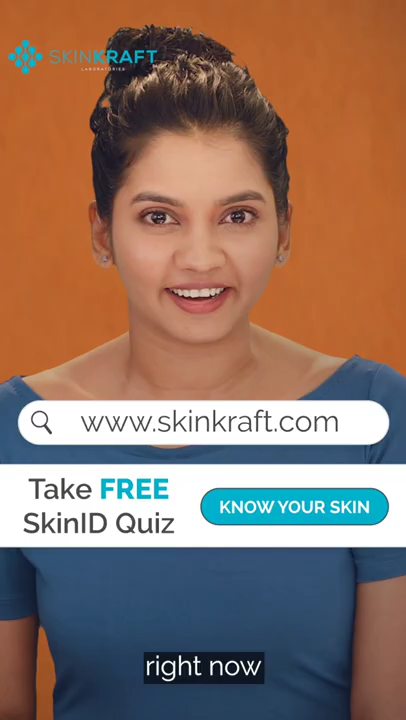 SKINKRAFT
LABORATORIES
www.skinkraft.com
Take FREE
SkinID Quiz
KNOW YOUR SKIN
right now